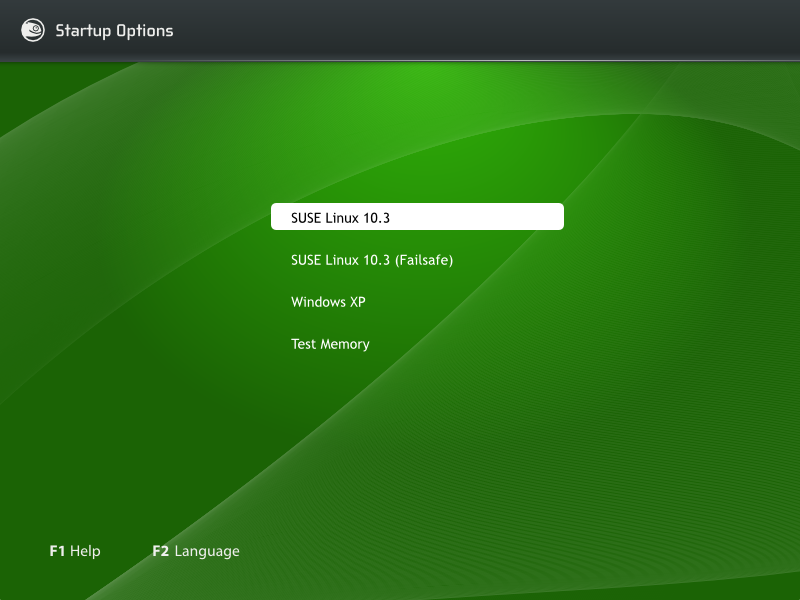 Startup Options
SUSE Linux 10.3
SUSE Linux 10.3 (Failsafe)
Windows XP
Test Memory
F1 Help F2 Language